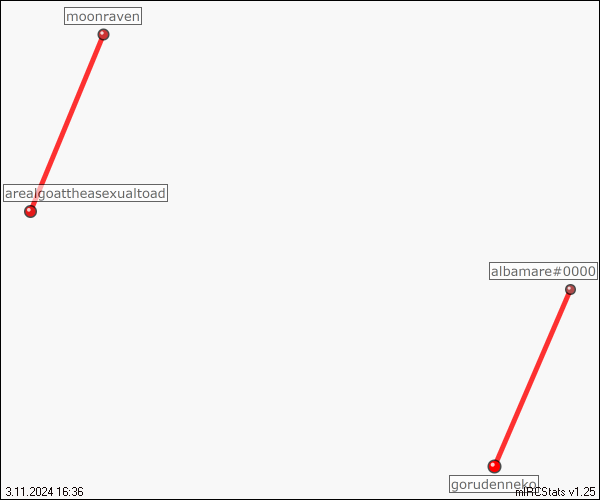 moonraven
arealgoattheasexualtoad
albamare#0000
gorudenneko
3.11.2024 16:36
mIRCStats v1.25